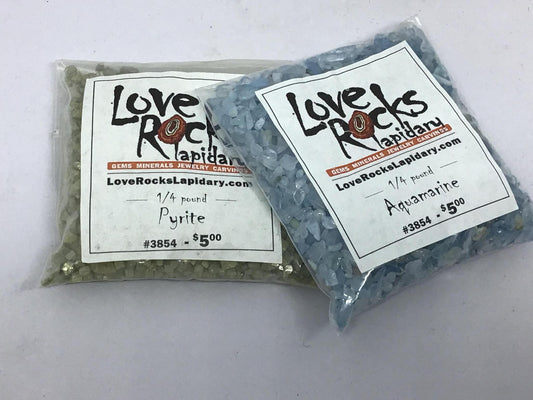 Love
Rocks
lapidary
GEMS MINERALS JEWELRY CARVINGS
LoveRocksLapidary.com
1/4 pound
Pyrite
#3854 - $5.00
Love
Rocks
lapidary
GEMS MINERALS JEWELRY CARVINGS
LoveRocksLapidary.com
1/4 pound
Aquamarine
#3854 - $5.00